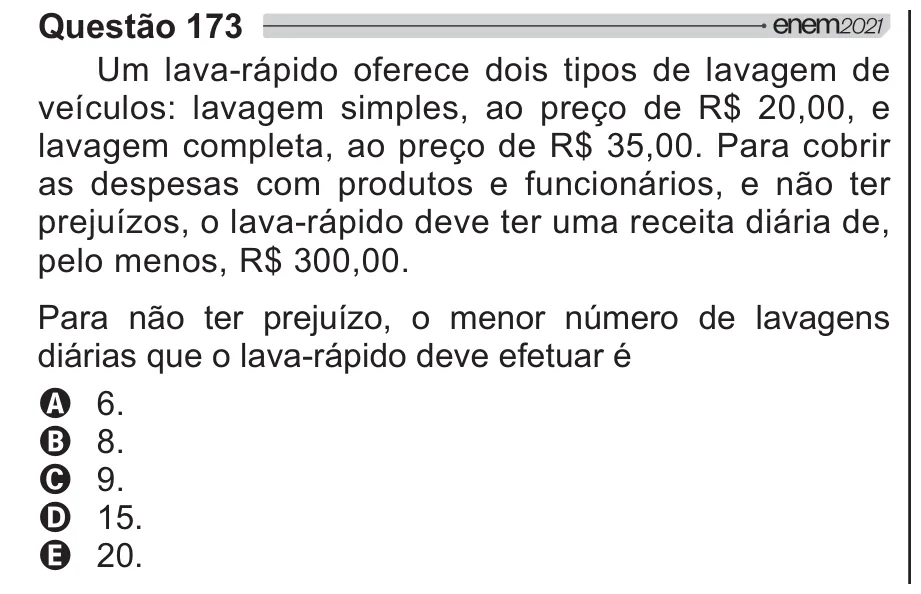 Questão 173 enem2021
Um lava-rápido oferece dois tipos de lavagem de
veículos: lavagem simples, ao preço de R$ 20,00, e
lavagem completa, ao preço de R$ 35,00. Para cobrir
as despesas com produtos e funcionários, e não ter
prejuízos, o lava-rápido deve ter uma receita diária de,
pelo menos, R$ 300,00.
Para não ter prejuízo, o menor número de lavagens
diárias que o lava-rápido deve efetuar é
A 6.
B 8.
C 9.
D 15.
E 20.